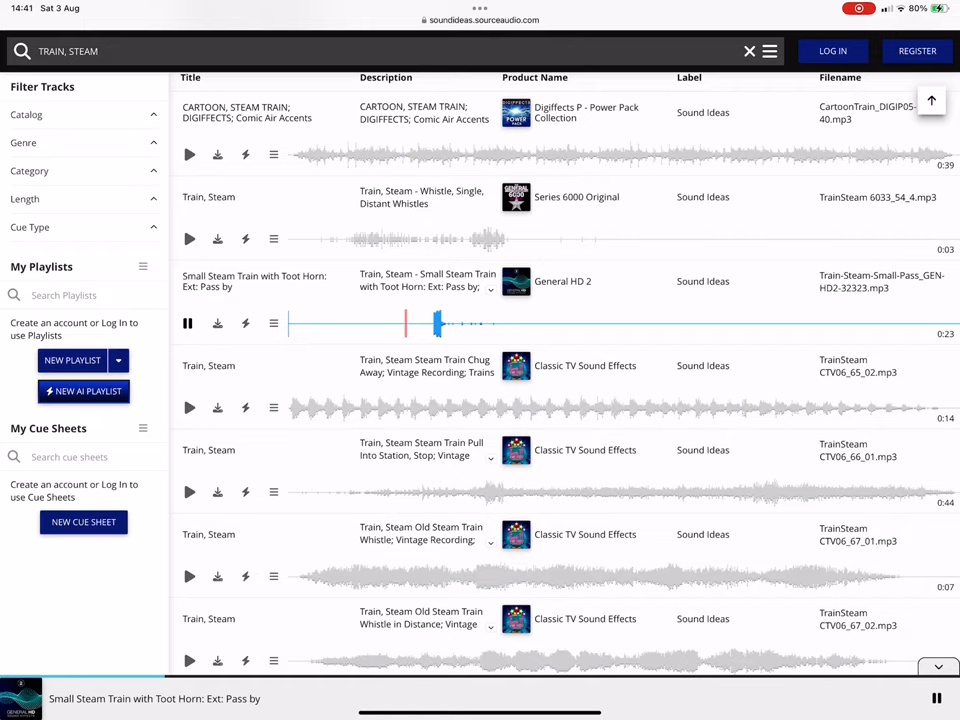 14:41 Sat 3 Aug
80%
soundideas.sourceaudio.com
TRAIN, STEAM
LOG IN
REGISTER
Filter Tracks
Catalog
Genre
Category
Length
Cue Type
My Playlists
Search Playlists
Create an account or Log In to
use Playlists
NEW PLAYLIST
NEW AI PLAYLIST
My Cue Sheets
Search cue sheets
Create an account or Log In to
use Cue Sheets
NEW CUE SHEET
Title Description Product Name Label Filename
CARTOON, STEAM TRAIN;
DIGIFFECTS; Comic Air Accents
CARTOON, STEAM TRAIN;
DIGIFFECTS; Comic Air Accents
Digiffects P - Power Pack
Collection
Sound Ideas
CartoonTrain_DIGIP05-
40.mp3
0:39
Train, Steam
Train, Steam - Whistle, Single,
Distant Whistles
Series 6000 Original
Sound Ideas
TrainSteam 6033_54_4.mp3
0:03
Small Steam Train with Toot Horn:
Ext: Pass by
Train, Steam - Small Steam Train
with Toot Horn: Ext: Pass by;
General HD 2
Sound Ideas
Train-Steam-Small-Pass_GEN-
HD2-32323.mp3
0:23
Train, Steam
Train, Steam Steam Train Chug
Away; Vintage Recording; Trains
Classic TV Sound Effects
Sound Ideas
TrainSteam
CTV06_65_02.mp3
0:14
Train, Steam
Train, Steam Steam Train Pull
Into Station, Stop; Vintage
Classic TV Sound Effects
Sound Ideas
TrainSteam
CTV06_66_01.mp3
0:44
Train, Steam
Train, Steam Old Steam Train
Whistle; Vintage Recording;
Classic TV Sound Effects
Sound Ideas
TrainSteam
CTV06_67_01.mp3
0:07
Train, Steam
Train, Steam Old Steam Train
Whistle in Distance; Vintage
Classic TV Sound Effects
Sound Ideas
TrainSteam
CTV06_67_02.mp3
Small Steam Train with Toot Horn: Ext: Pass by